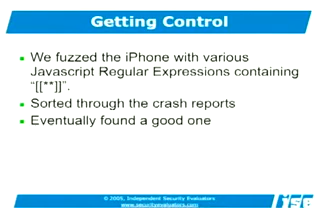 Getting Control
We fuzzed the iPhone with various
Javascript Regular Expressions containing
“[[**]]”.
Sorted through the crash reports
Eventually found a good one
© 2005, Independent Security Evaluators
www.securityevaluators.com
ise